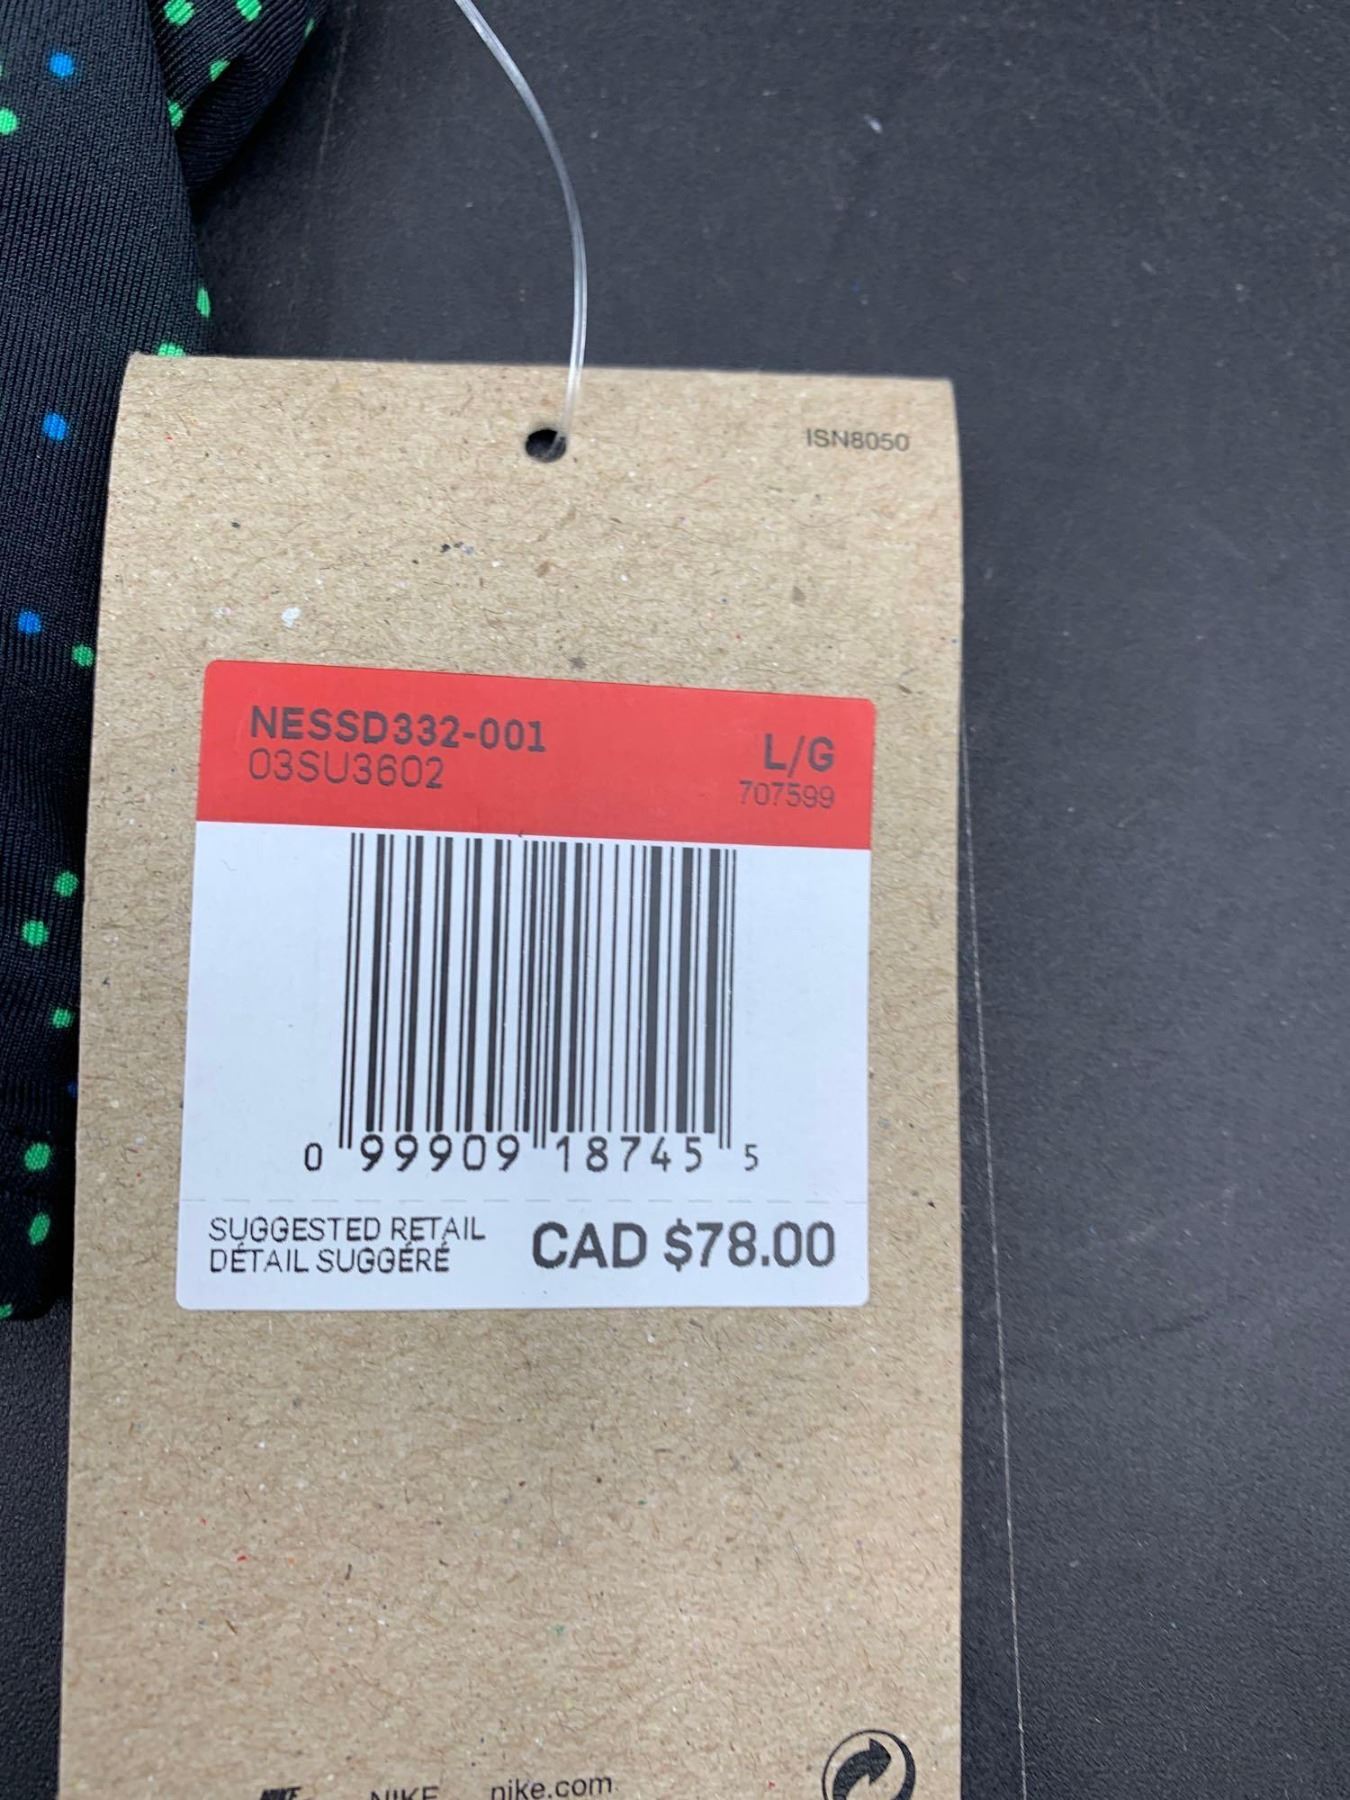 ISN8050
NESSD332-001
03SU3602
L/G
707599
0 99909 18745 5
SUGGESTED RETAIL
DÉTAIL SUGGÉRÉ
CAD $78.00
NIKE NIKE nike.com